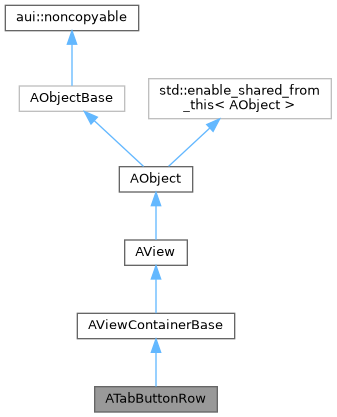 aui::noncopyable
AObjectBase
std::enable_shared_from
_this< AObject >
AObject
AView
AViewContainerBase
ATabButtonRow